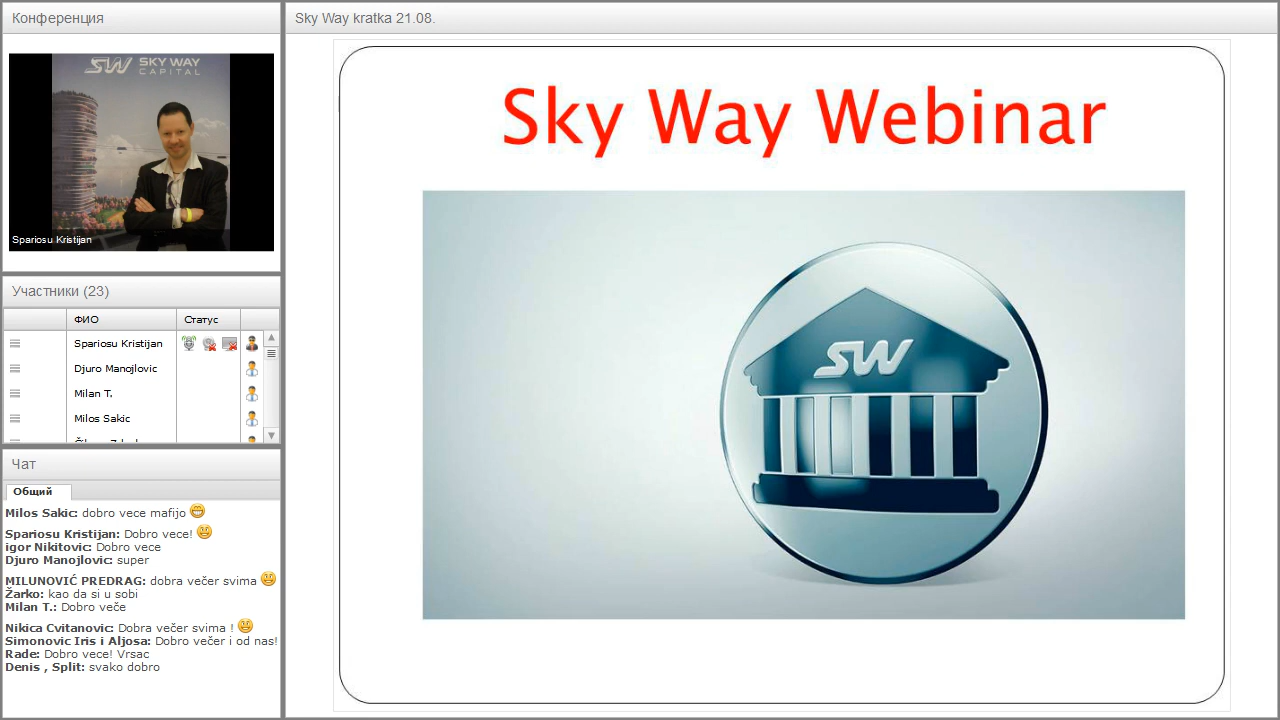 Конференция
SW SKY WAY
CAPITAL
Spariosu Kristijan
Участники (23)
ФИО Статус
Spariosu Kristijan
Djuro Manojlovic
Milan T.
Milos Sakic
Чат
Общий
Milos Sakic: dobro vece mafijo
Spariosu Kristijan: Dobro vece!
igor Nikitovic: Dobro vece
Djuro Manojlovic: super
MILUNOVIĆ PREDRAG: dobra večer svima
Žarko: kao da si u sobi
Milan T.: Dobro veče
Nikica Cvitanovic: Dobra večer svima !
Simonovic Iris i Aljosa: Dobro večer i od nas!
Rade: Dobro vece! Vrsac
Denis , Split: svako dobro
Sky Way kratka 21.08.
Sky Way Webinar
SW